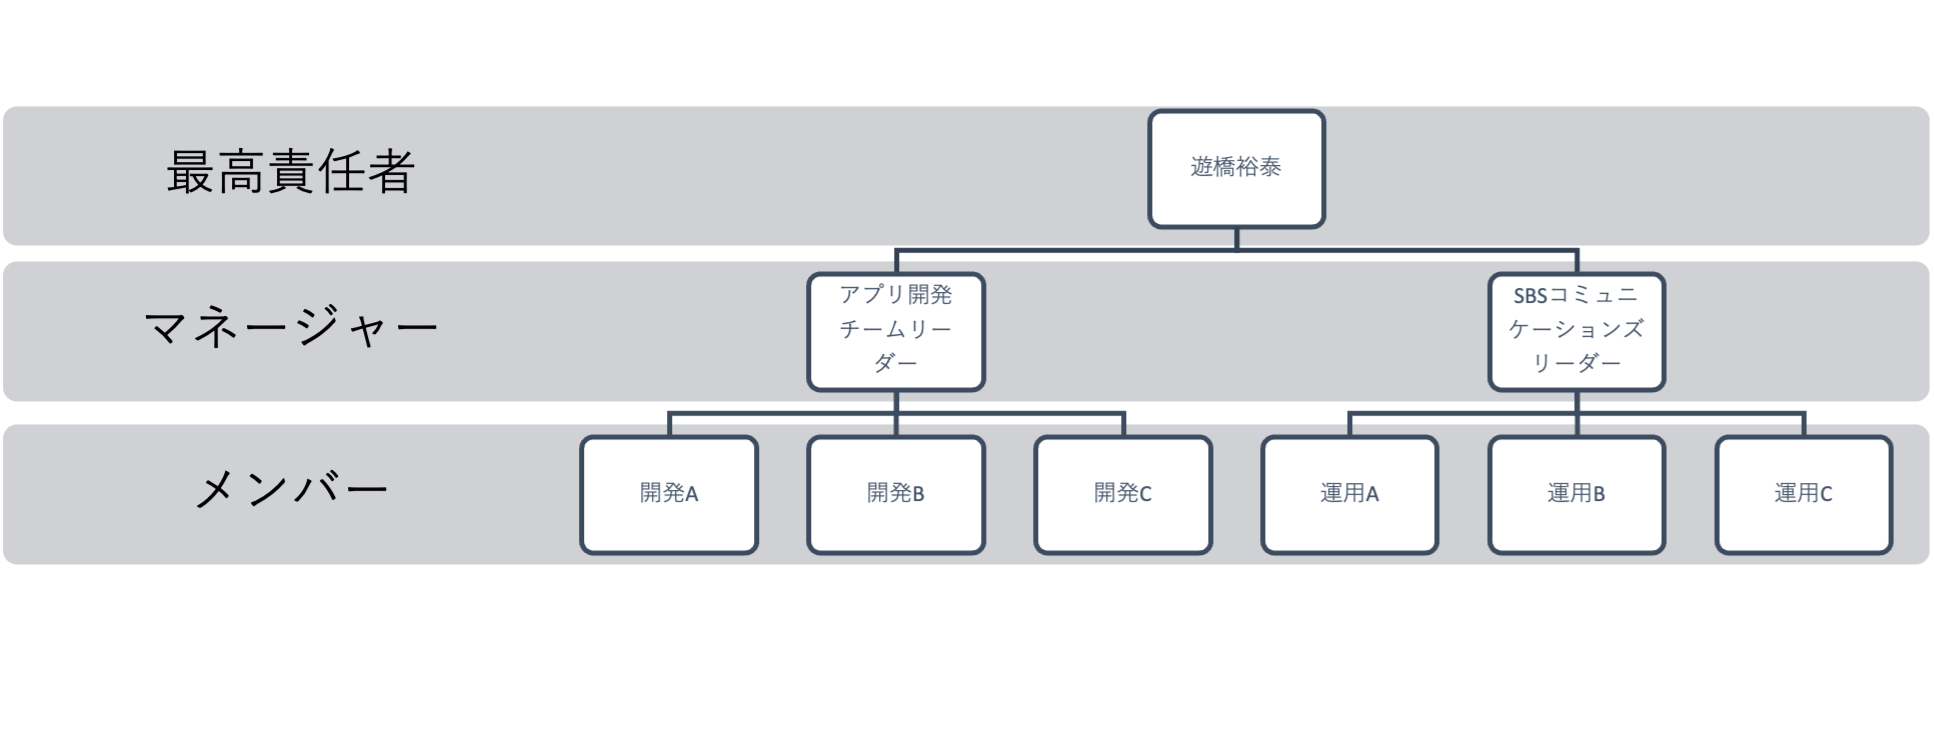 最高責任者
遊橋裕泰
マネージャー
アプリ開発
チームリー
ダー
SBSコミュニ
ケーションズ
リーダー
メンバー
開発A
開発B
開発C
運用A
運用B
運用C